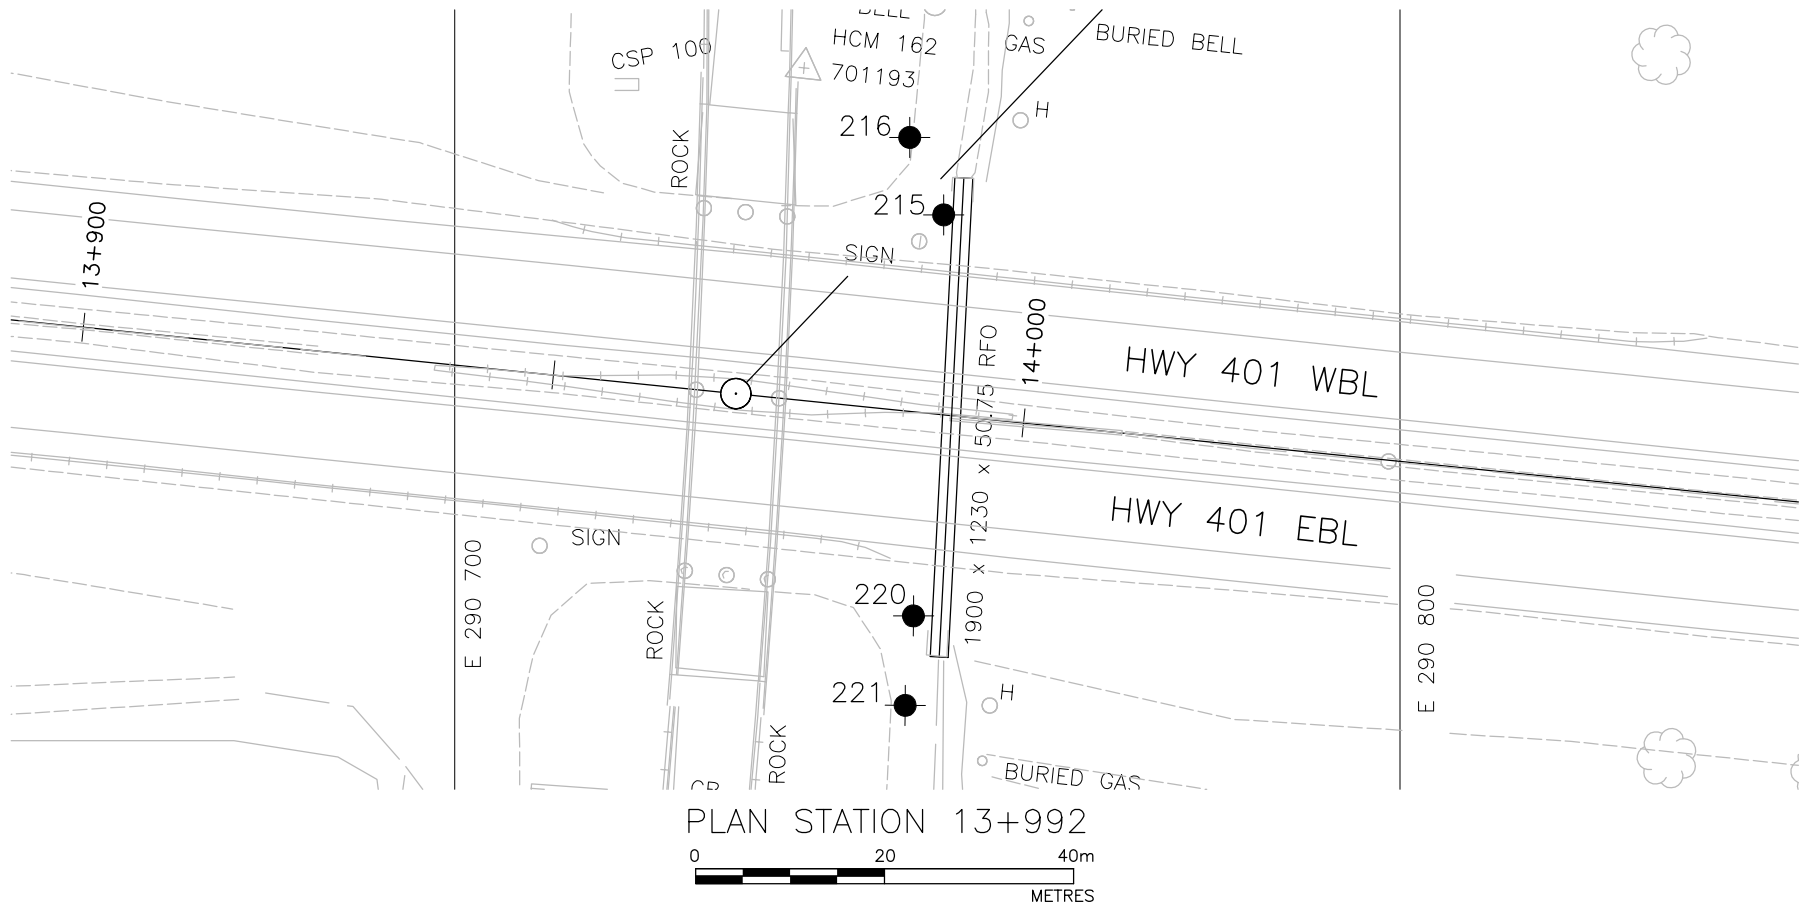 BELL
HCM 162
701193
CSP 100
GAS
BURIED BELL
H
216
ROCK
215
SIGN
13+900
14+000
HWY 401 WBL
1900 x 1230 x 50·75 RFO
HWY 401 EBL
SIGN
E 290 700
E 290 800
220
ROCK
221
H
ROCK
BURIED GAS
PLAN STATION 13+992
0 20 40m
METRES